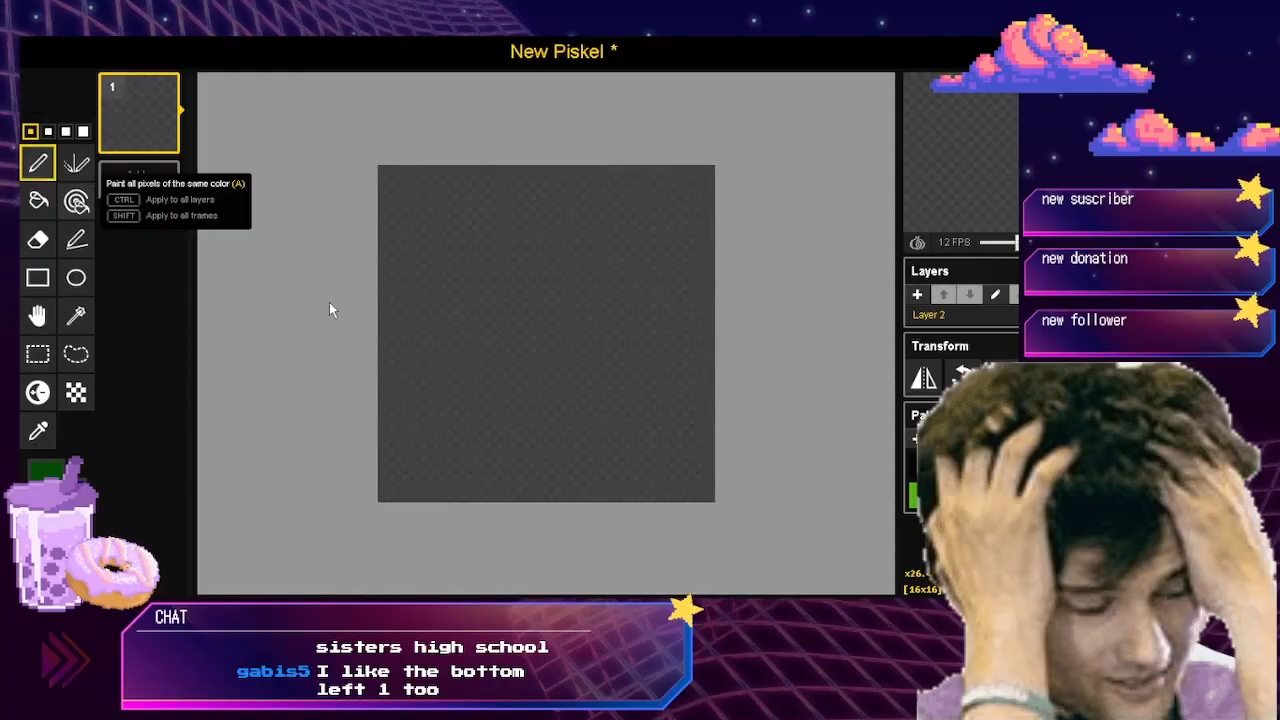 New Piskel *
1
Paint all pixels of the same color (A)
CTRL Apply to all layers
SHIFT Apply to all frames
12 FPS
Layers
Layer 2
Transform
[16x16]
new suscriber
new donation
new follower
CHAT
sisters high school
gabis5 I like the bottom
left 1 too